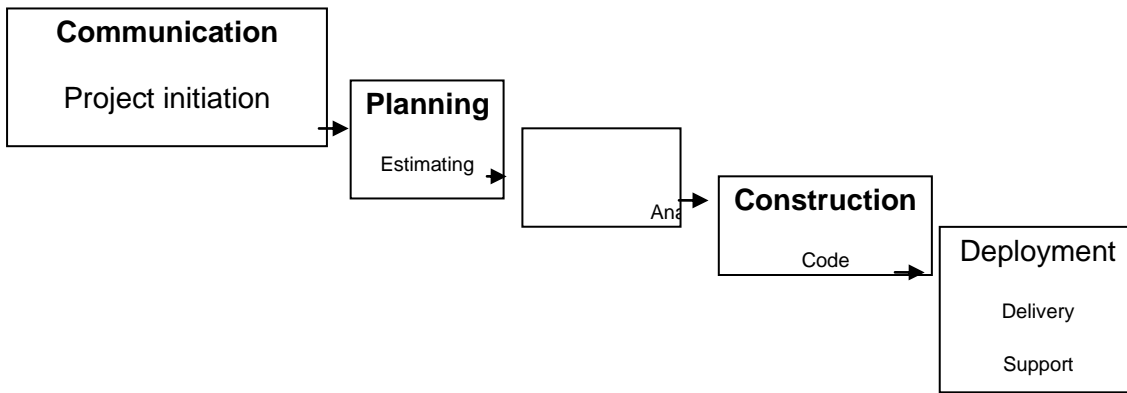 Communication
Project initiation
Planning
Estimating
Construction
Code
Deployment
Delivery
Support